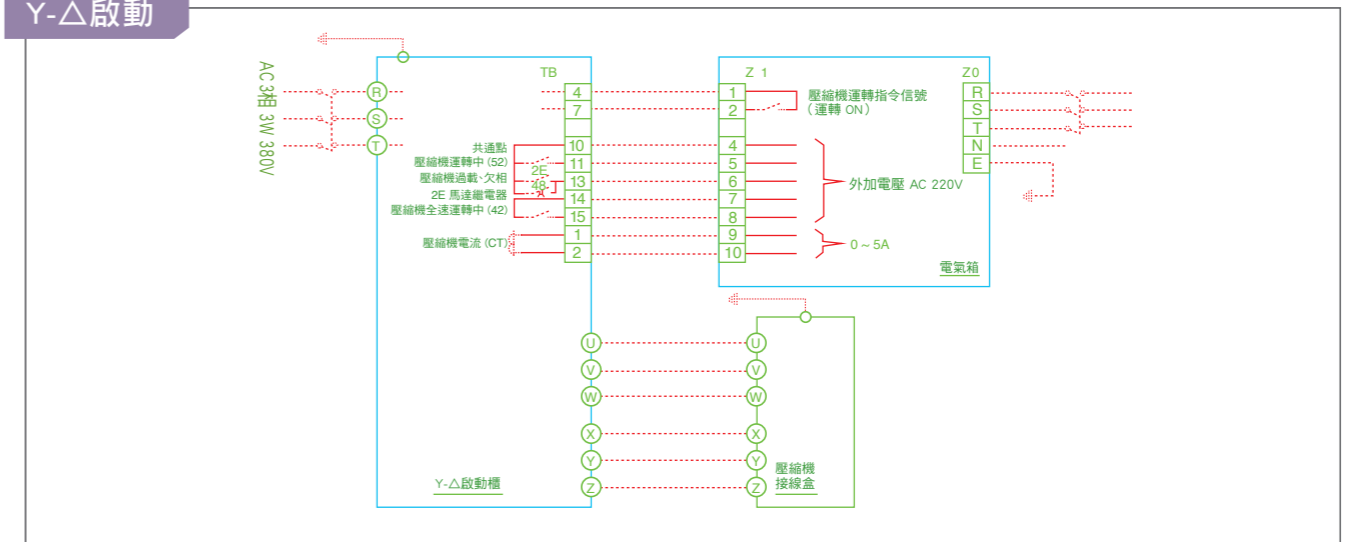 Y-△啟動
AC 3相 3W 380V
R
S
T
TB
4
7
10
11
13
14
15
1
2
共通點
壓縮機運轉中 (52)
壓縮機過載、欠相
2E 馬達繼電器
壓縮機全速運轉中 (42)
壓縮機電流 (CT)
2E
48
U
V
W
X
Y
Z
Y-△啟動櫃
Z 1
1
2
4
5
6
7
8
9
10
壓縮機運轉指令信號
（運轉 ON）
外加電壓 AC 220V
0～5A
電氣箱
Z0
R
S
T
N
E
U
V
W
X
Y
Z
壓縮機
接線盒